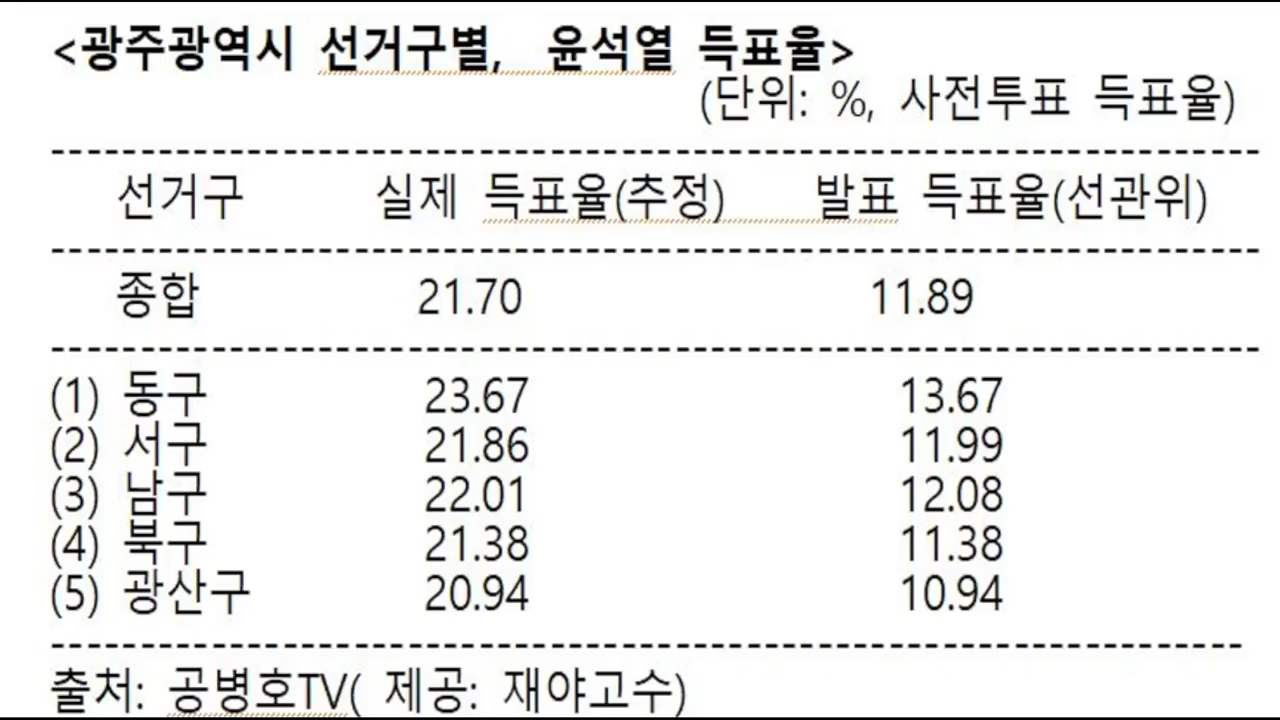 <광주광역시 선거구별, 윤석열 득표율>
(단위: %, 사전투표 득표율)
선거구 실제 득표율(추정) 발표 득표율(선관위)
종합 21.70 11.89
(1) 동구 23.67 13.67
(2) 서구 21.86 11.99
(3) 남구 22.01 12.08
(4) 북구 21.38 11.38
(5) 광산구 20.94 10.94
출처: 공병호TV( 제공: 재야고수)